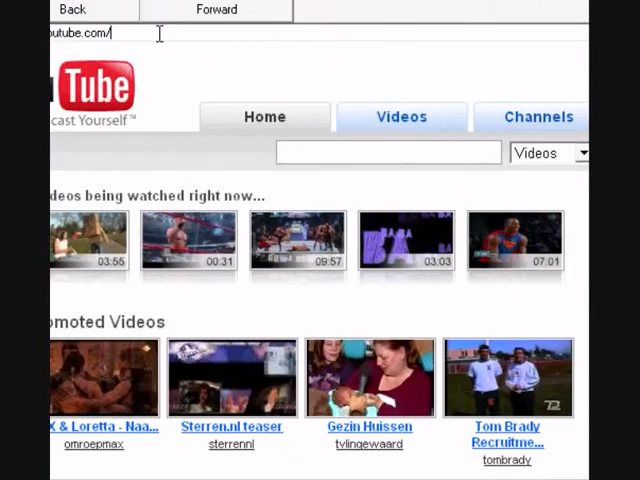 Back Forward
outube.com/
Tube
cast Yourself™
Home Videos Channels
Videos
deos being watched right now...
03:55 00:31 09:57 03:03 07:01
omoted Videos
X & Loretta - Naa... Sterren.nl teaser Gezin Huissen Tom Brady
Recruitme...
omroepmax sterrennl tvlingewaard tombrady